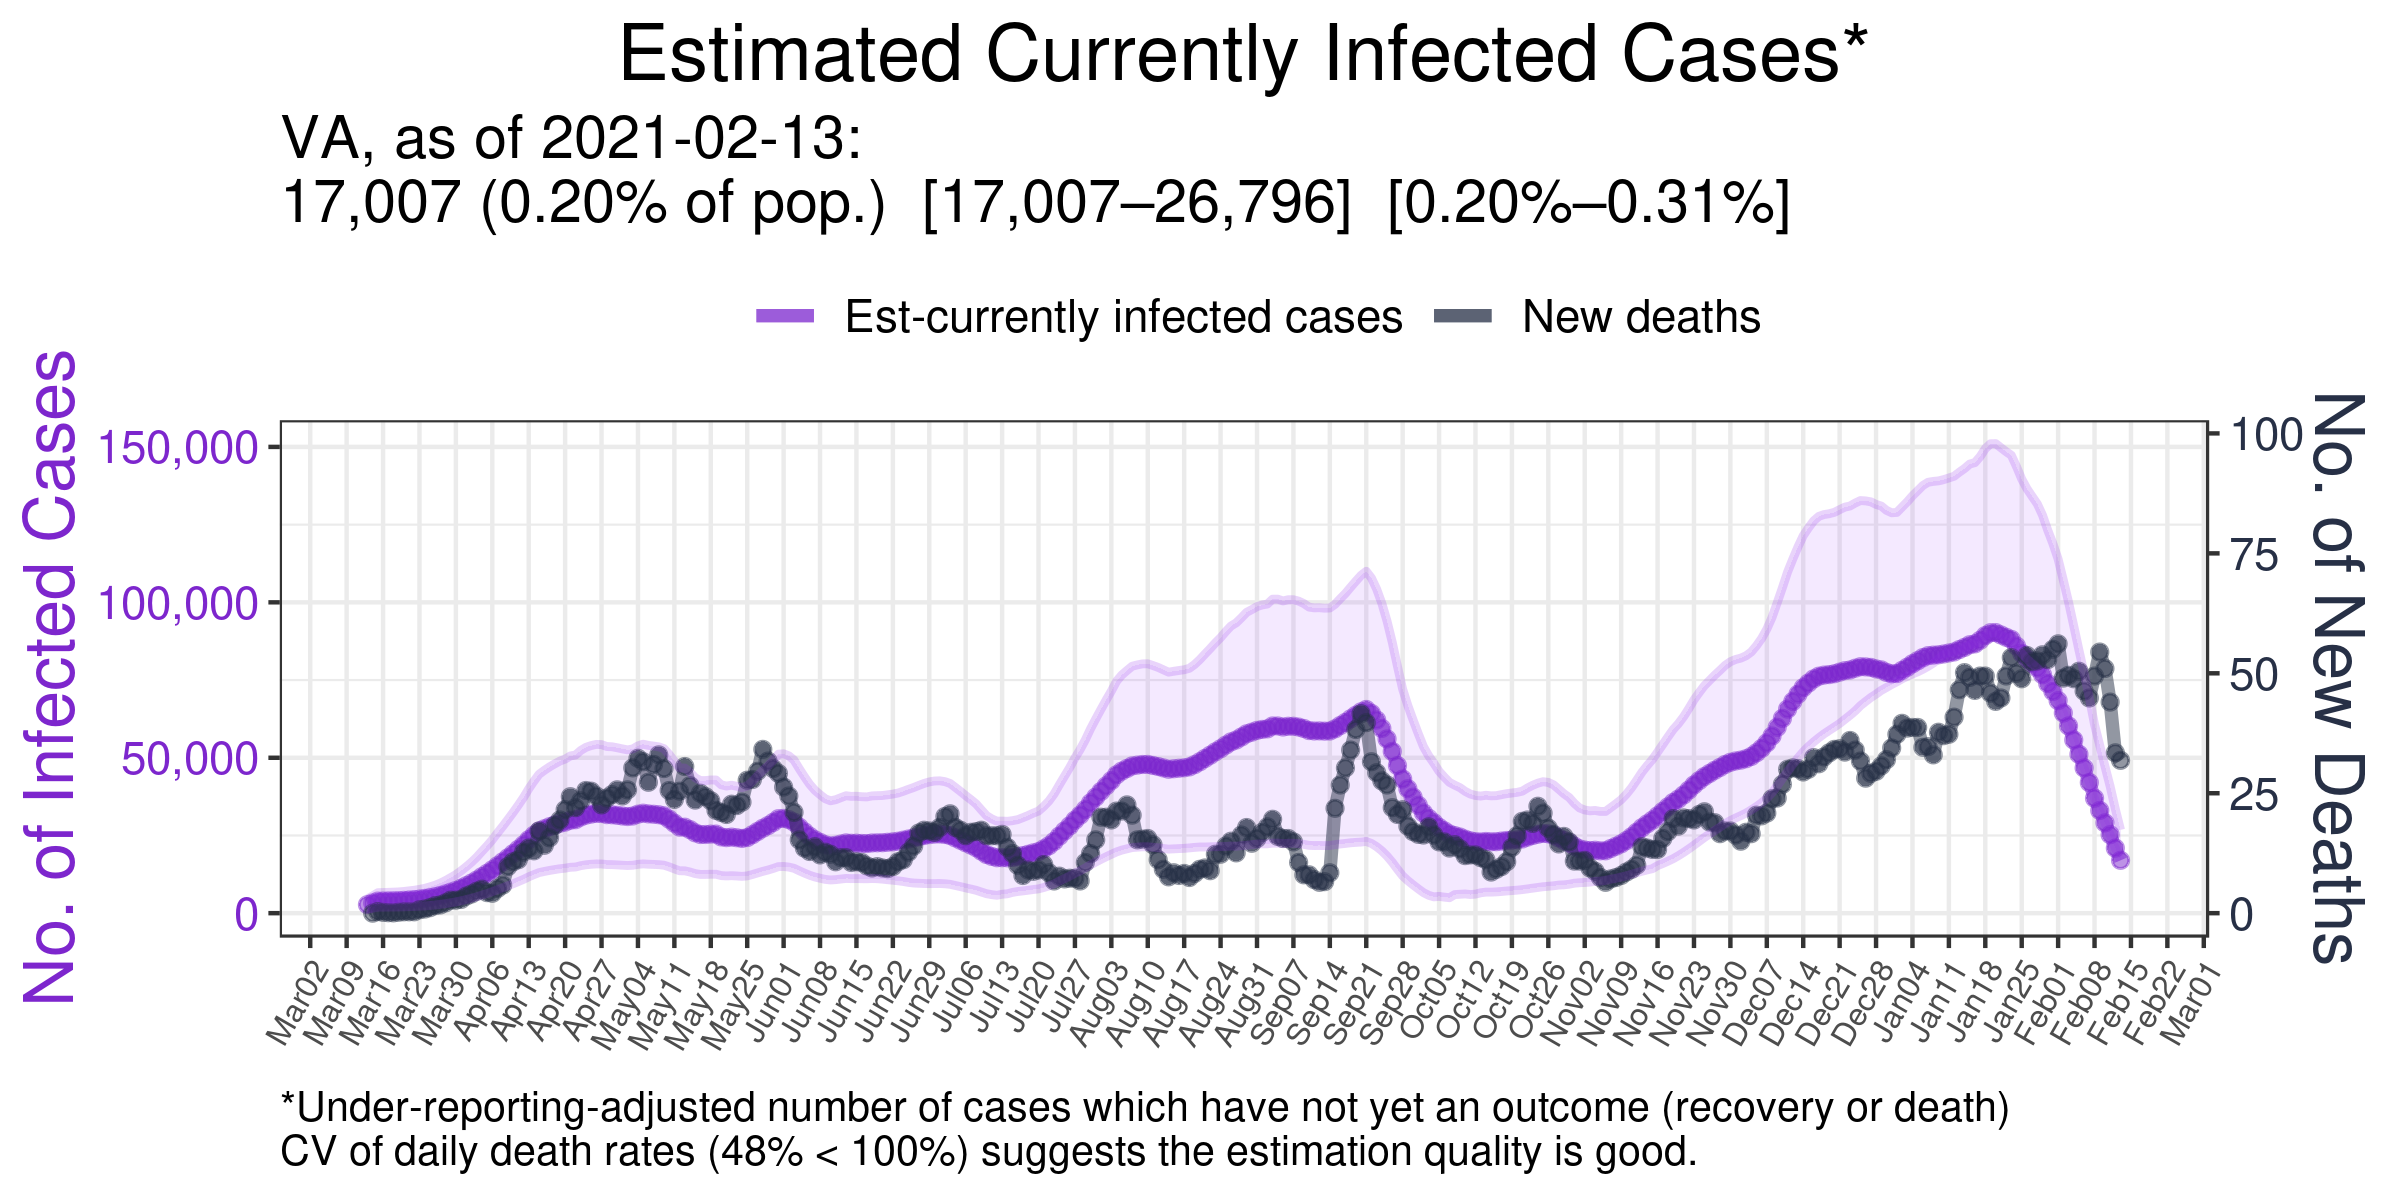 Estimated Currently Infected Cases*
VA, as of 2021-02-13:
17,007 (0.20% of pop.) [17,007–26,796] [0.20%–0.31%]
Est-currently infected cases
New deaths
No. of Infected Cases
150,000
100,000
50,000
0
No. of New Deaths
100
75
50
25
0
Mar02
Mar09
Mar16
Mar23
Mar30
Apr06
Apr13
Apr20
Apr27
May04
May11
May18
May25
Jun01
Jun08
Jun15
Jun22
Jun29
Jul06
Jul13
Jul20
Jul27
Aug03
Aug10
Aug17
Aug24
Aug31
Sep07
Sep14
Sep21
Sep28
Oct05
Oct12
Oct19
Oct26
Nov02
Nov09
Nov16
Nov23
Nov30
Dec07
Dec14
Dec21
Dec28
Jan04
Jan11
Jan18
Jan25
Feb01
Feb08
Feb15
Feb22
Mar01
*Under-reporting-adjusted number of cases which have not yet an outcome (recovery or death)
CV of daily death rates (48% < 100%) suggests the estimation quality is good.